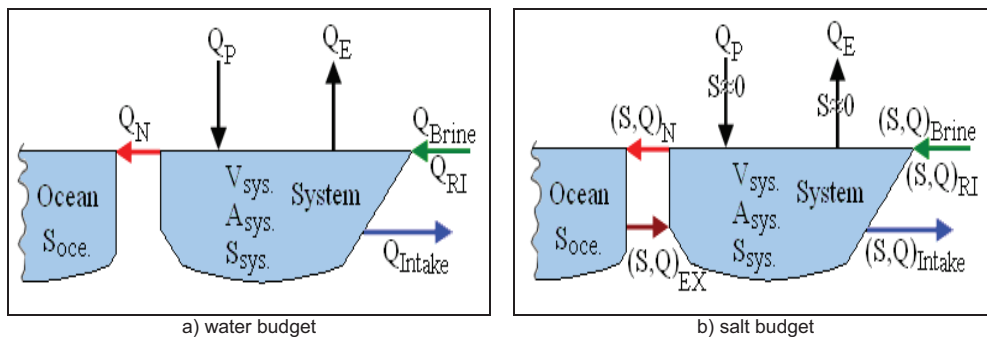 Q_P
Q_E
Q_N
Q_Brine
Q_RI
Ocean
S_oce.
V_sys.
System
A_sys.
S_sys.
Q_Intake
a) water budget
Q_P
Q_E
S≈0
S≈0
(S,Q)_N
(S,Q)_Brine
(S,Q)_RI
Ocean
S_oce.
V_sys.
System
A_sys.
S_sys.
(S,Q)_EX
(S,Q)_Intake
b) salt budget